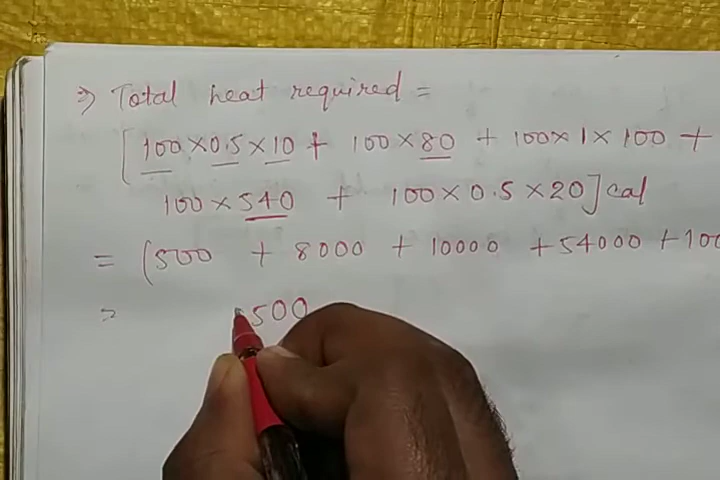 ⇒ Total heat required =
[100×0.5×10+ 100×80 + 100×1×100 +
100×540 + 100×0.5×20]cal
= (500 + 8000 + 10000 +54000 +100
= 500